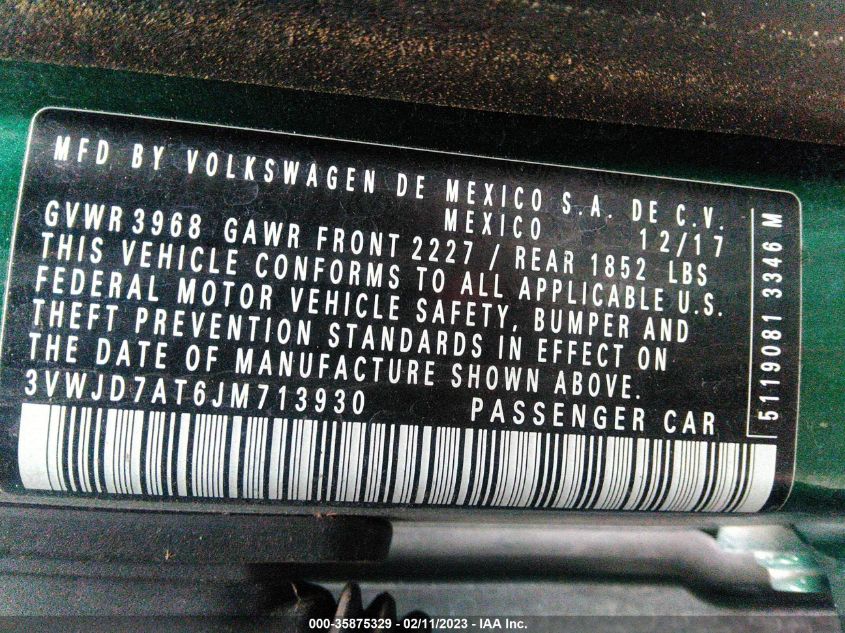 MFD BY VOLKSWAGEN DE MEXICO S.A. DE C.V.
MEXICO 12/17
GVWR 3968 GAWR FRONT 2227 / REAR 1852 LBS
THIS VEHICLE CONFORMS TO ALL APPLICABLE U.S.
FEDERAL MOTOR VEHICLE SAFETY, BUMPER AND
THEFT PREVENTION STANDARDS IN EFFECT ON
THE DATE OF MANUFACTURE SHOWN ABOVE.
3VWJD7AT6JM713930 PASSENGER CAR
5119081 3346 M
000-35875329 - 02/11/2023 - IAA Inc.